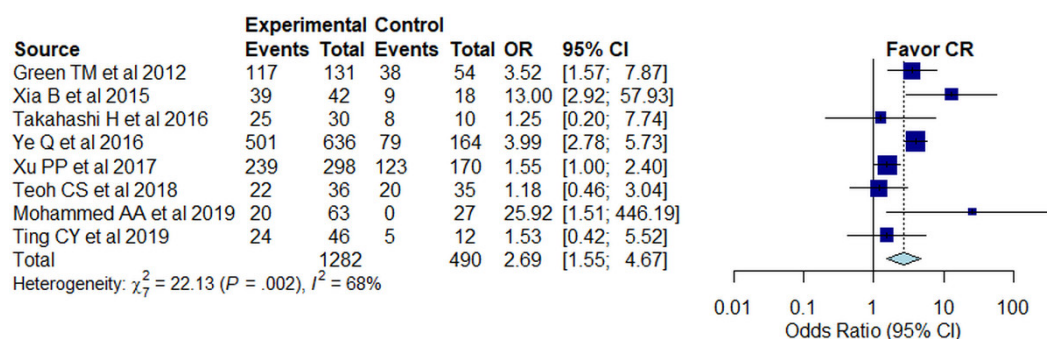 Experimental Control
Source Events Total Events Total OR 95% CI Favor CR
Green TM et al 2012 117 131 38 54 3.52 [1.57; 7.87]
Xia B et al 2015 39 42 9 18 13.00 [2.92; 57.93]
Takahashi H et al 2016 25 30 8 10 1.25 [0.20; 7.74]
Ye Q et al 2016 501 636 79 164 3.99 [2.78; 5.73]
Xu PP et al 2017 239 298 123 170 1.55 [1.00; 2.40]
Teoh CS et al 2018 22 36 20 35 1.18 [0.46; 3.04]
Mohammed AA et al 2019 20 63 0 27 25.92 [1.51; 446.19]
Ting CY et al 2019 24 46 5 12 1.53 [0.42; 5.52]
Total 1282 490 2.69 [1.55; 4.67]
Heterogeneity: χ²₇ = 22.13 (P = .002), I² = 68%
0.01 0.1 1 10 100
Odds Ratio (95% CI)